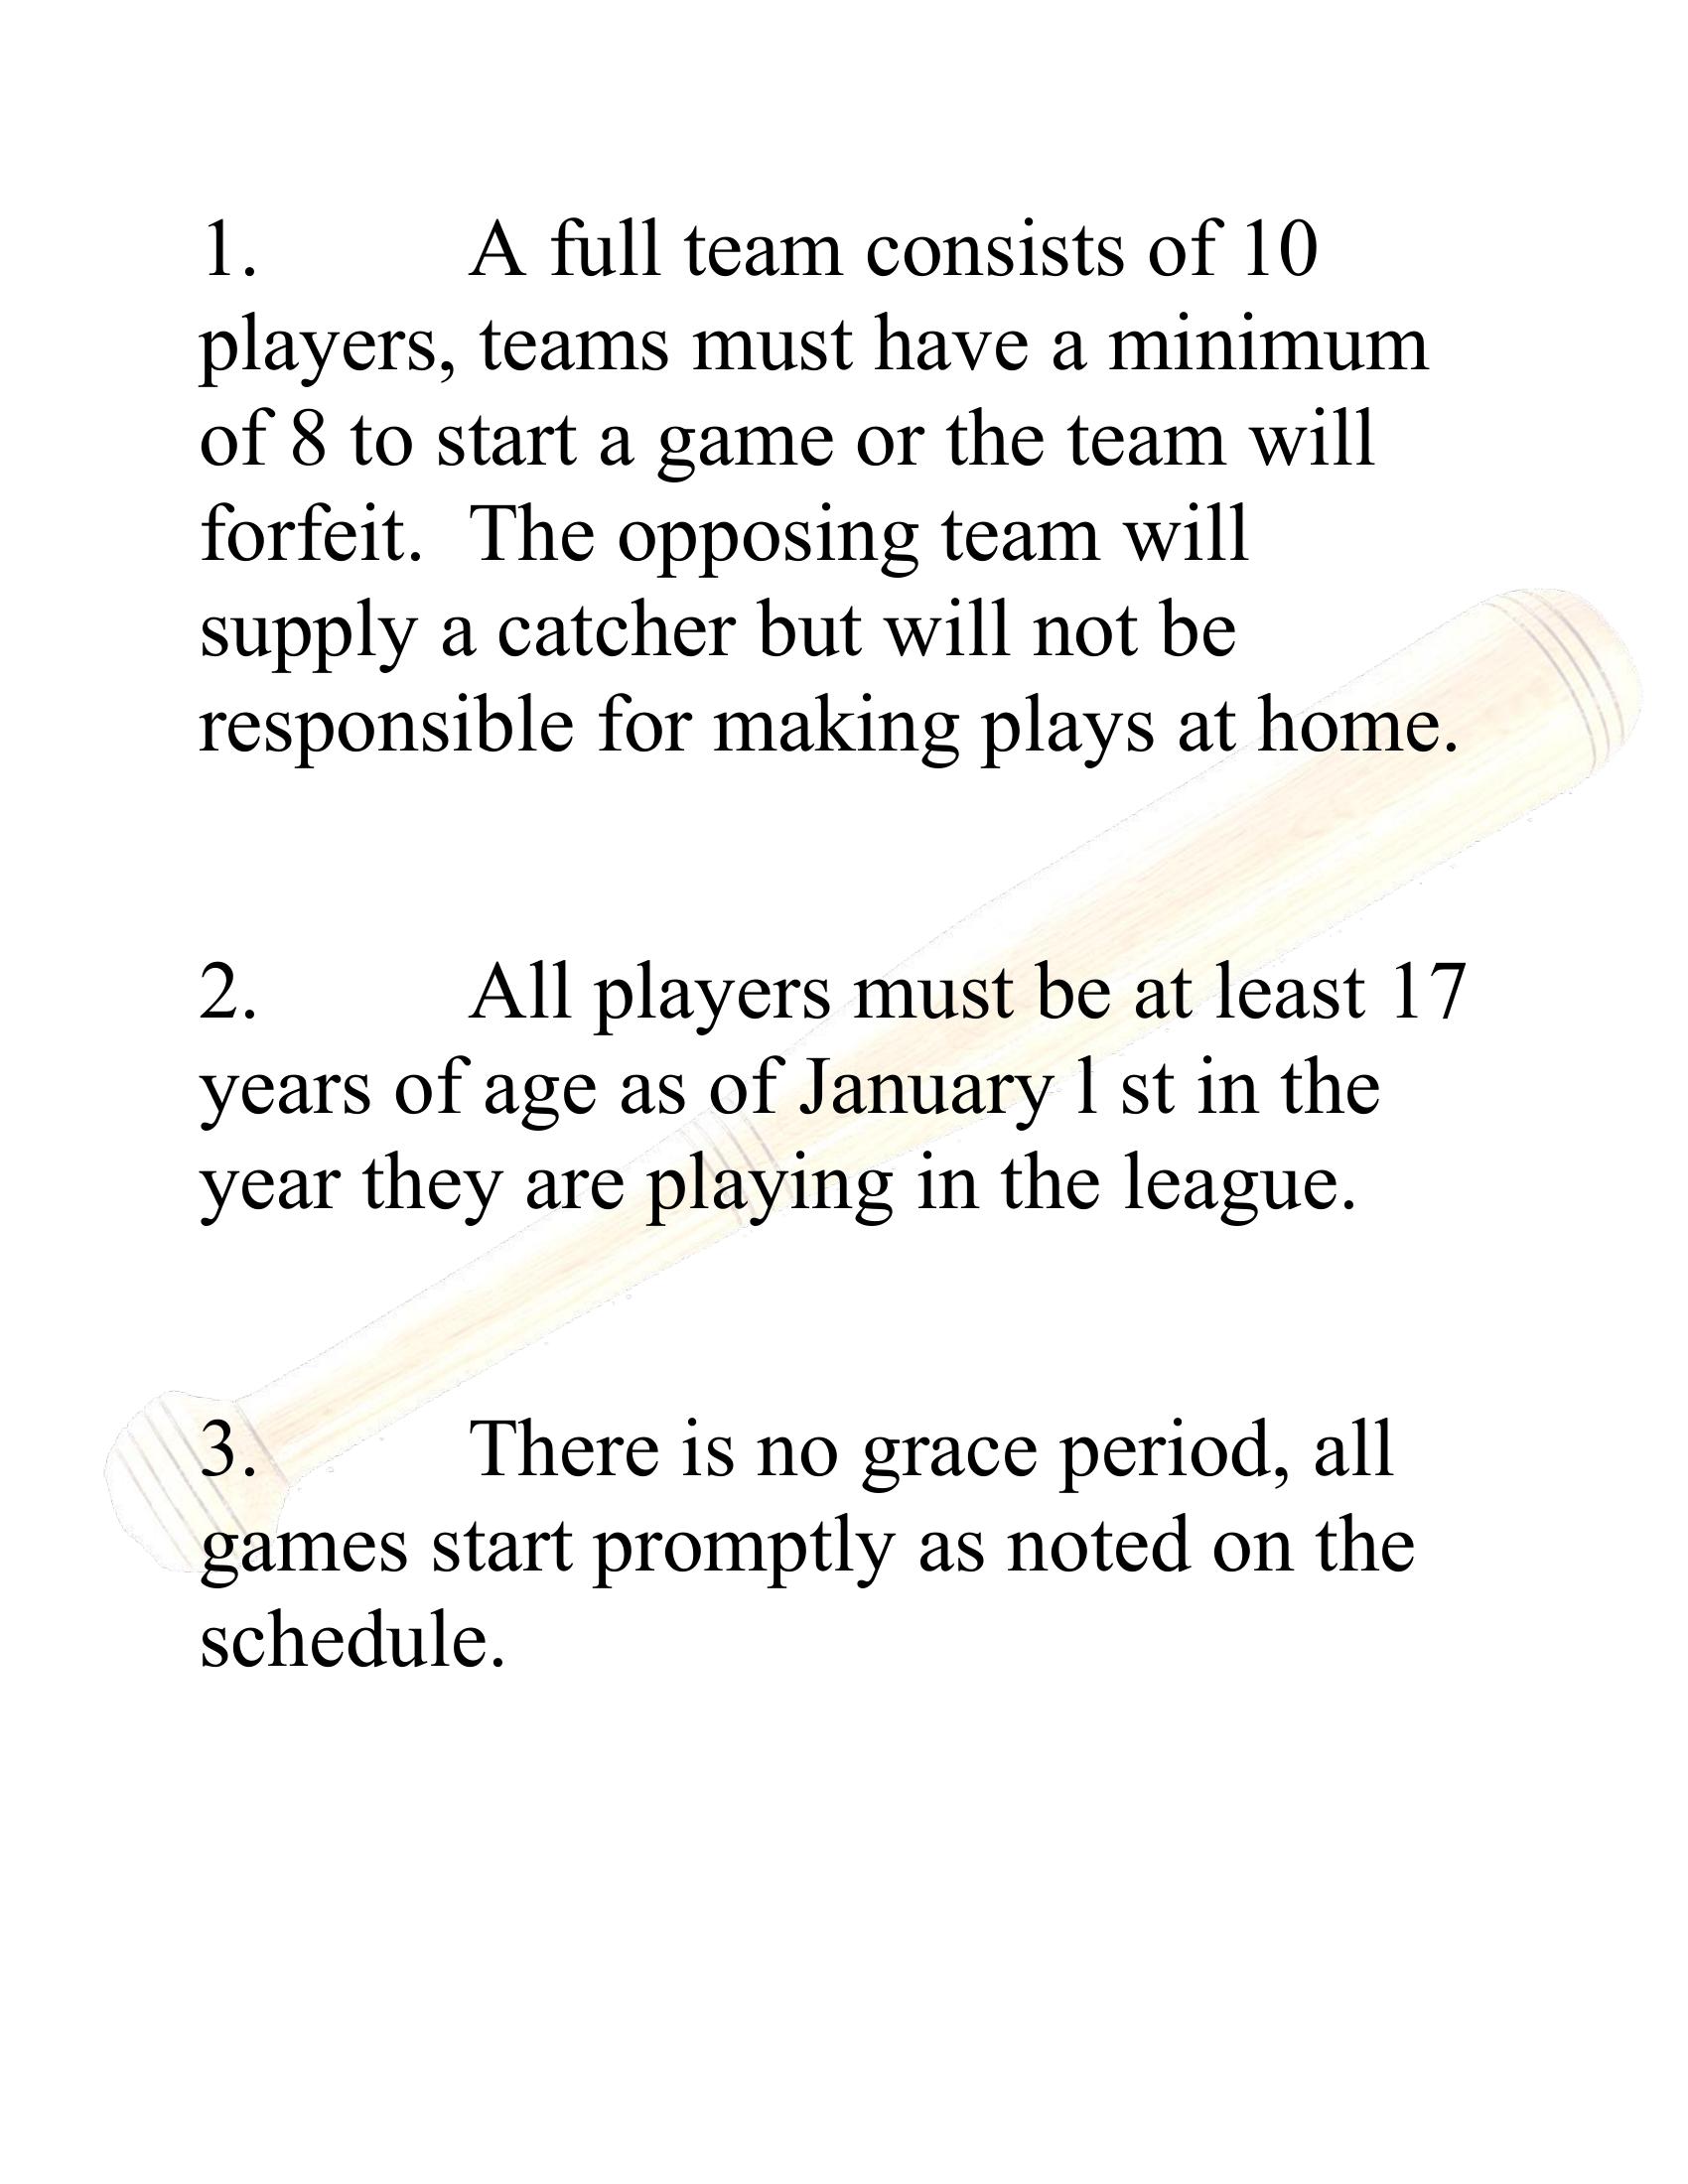 1. A full team consists of 10
players, teams must have a minimum
of 8 to start a game or the team will
forfeit.  The opposing team will
supply a catcher but will not be
responsible for making plays at home.
2. All players must be at least 17
years of age as of January l st in the
year they are playing in the league.
3. There is no grace period, all
games start promptly as noted on the
schedule.